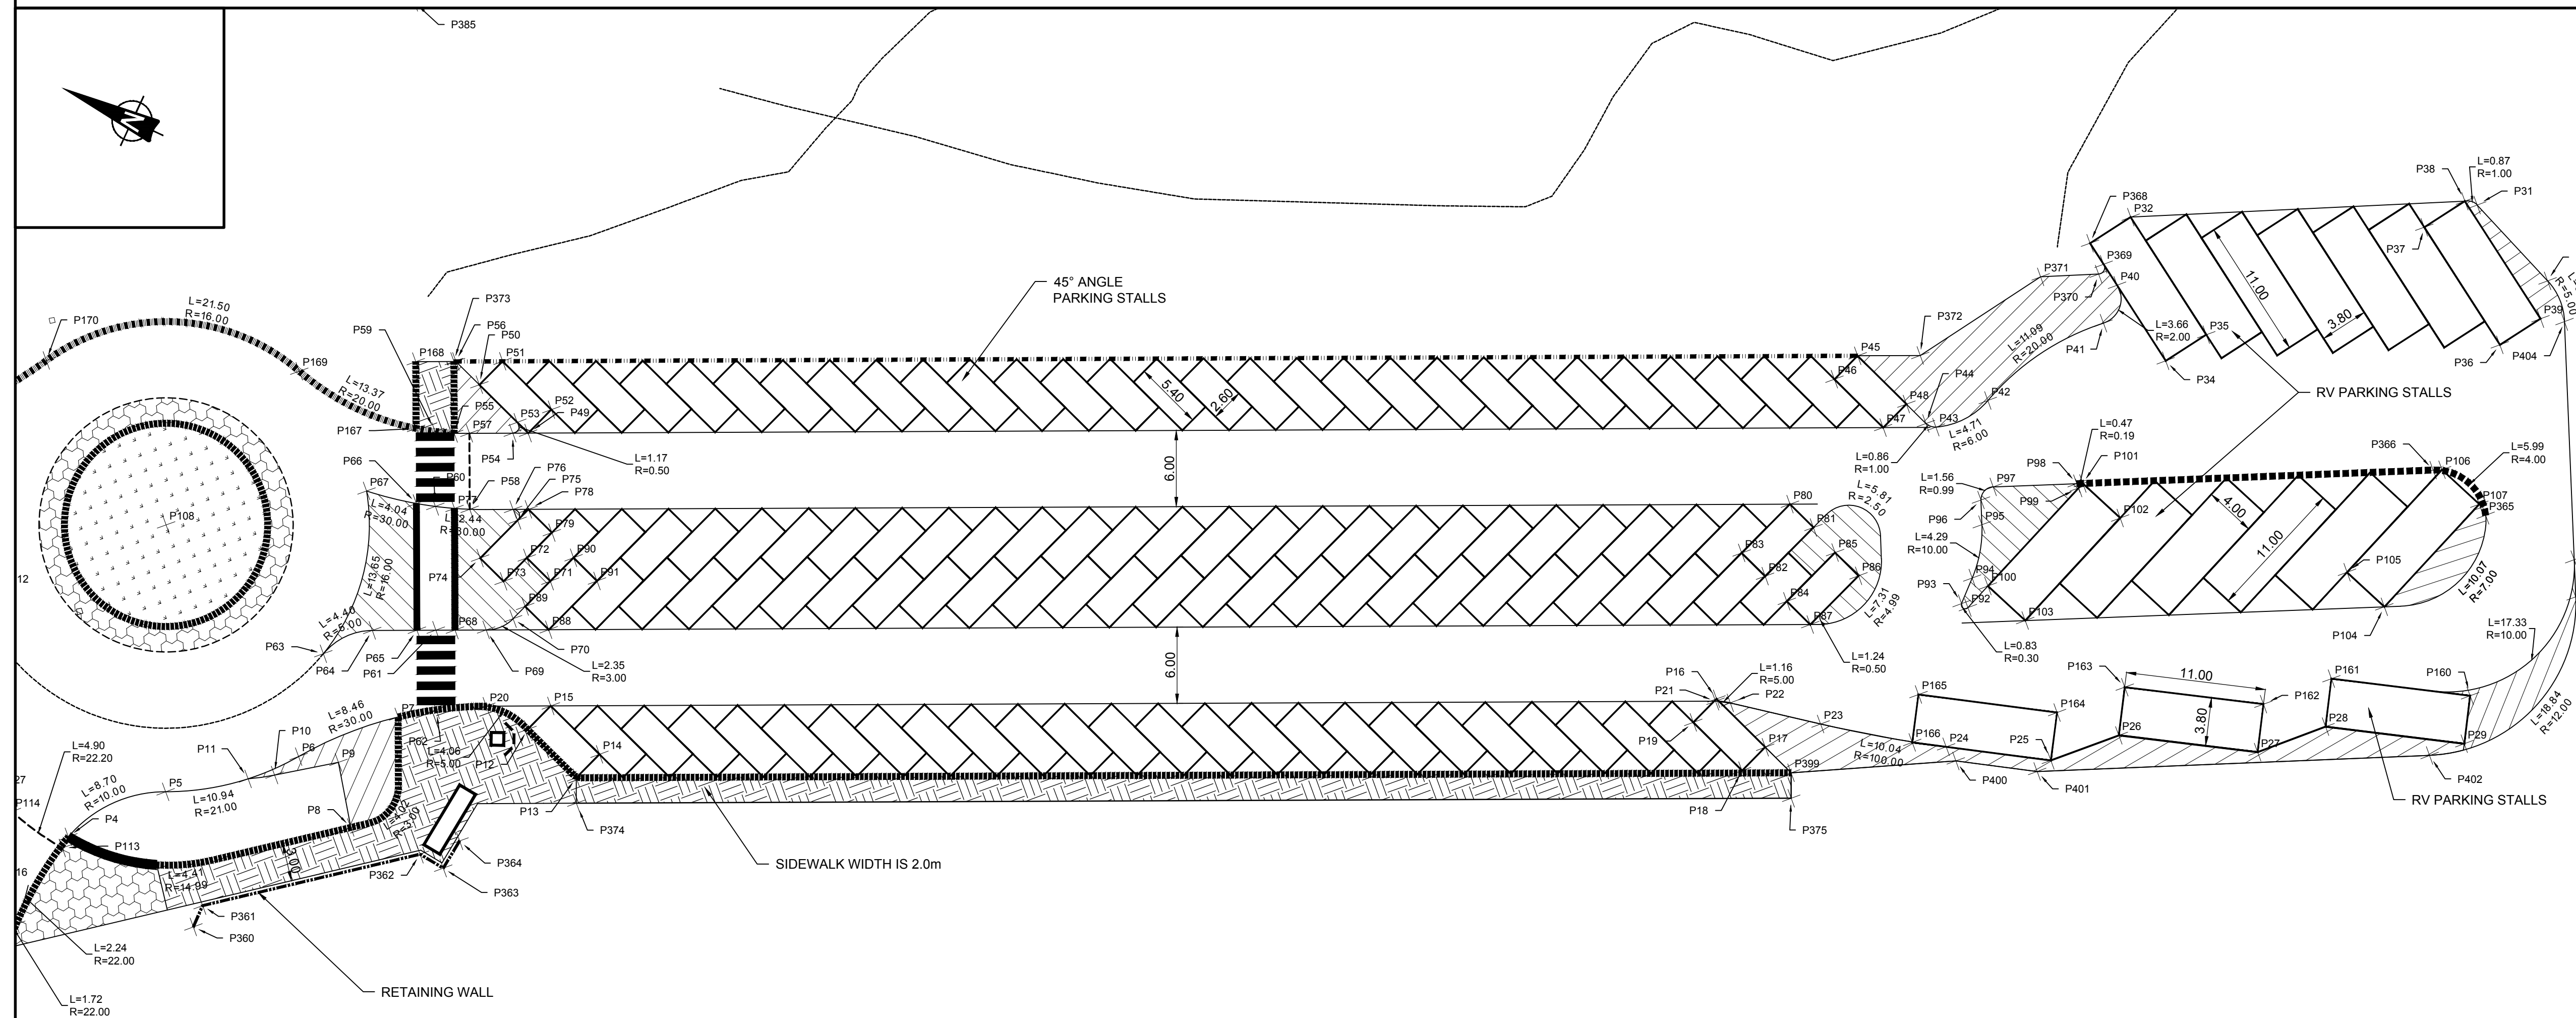 P385
N
P38
L=0.87
R=1.00
P31
P368
P32
P37
P369
P40
P371
P370
11.00
3.80
P39
L=3.66
R=2.00
P35
P36
P404
P41
P34
45° ANGLE
PARKING STALLS
L=21.50
R=16.00
P170
P59
P373
P56
P50
P168
P51
P169
L=13.37
R=20.00
P372
L=11.09
R=20.00
P45
P46
P44
P42
P48
P47
P43
L=4.71
R=6.00
5.40
2.60
P52
P55
P53
P49
P57
P167
P54
L=1.17
R=0.50
L=0.86
R=1.00
6.00
RV PARKING STALLS
L=0.47
R=0.19
P101
P98
P366
P106
L=5.99
R=4.00
P66
P60
P67
P77
P58
P76
P75
P78
L=4.04
R=30.00
L=2.44
R=30.00
P108
P79
P80
L=5.81
R=2.50
P81
L=1.56
R=0.99
P97
P99
P96
P95
P102
4.00
11.00
P107
P365
L=4.29
R=10.00
P72
P90
P74
P73
P71
P91
P83
P85
P82
P86
P84
P94
P100
P93
P92
P105
L=13.65
R=16.00
L=4.40
R=5.00
P89
P68
P88
P87
L=7.31
R=4.99
P103
L=10.07
R=7.00
P104
P63
P64
P65
P61
P69
P70
L=2.35
R=3.00
6.00
L=1.24
R=0.50
L=0.83
R=0.30
L=17.33
R=10.00
P16
L=1.16
R=5.00
P21
P22
P163
11.00
P161
P160
P20
P15
P7
L=8.46
R=30.00
P165
P164
P162
P23
P26
3.80
P28
P10
P11
P6
P9
P62
L=4.06
R=5.00
P12
P14
P19
P17
P166
P24
P25
P27
P29
L=18.84
R=12.00
L=10.04
R=100.00
P399
P400
P401
P402
L=4.90
R=22.20
L=8.70
R=10.00
P5
L=10.94
R=21.00
P114
P4
P8
L=4.02
R=3.00
P13
P374
P18
P375
RV PARKING STALLS
P113
L=4.41
R=14.99
3.00
P362
P364
P363
SIDEWALK WIDTH IS 2.0m
P361
P360
L=2.24
R=22.00
RETAINING WALL
L=1.72
R=22.00